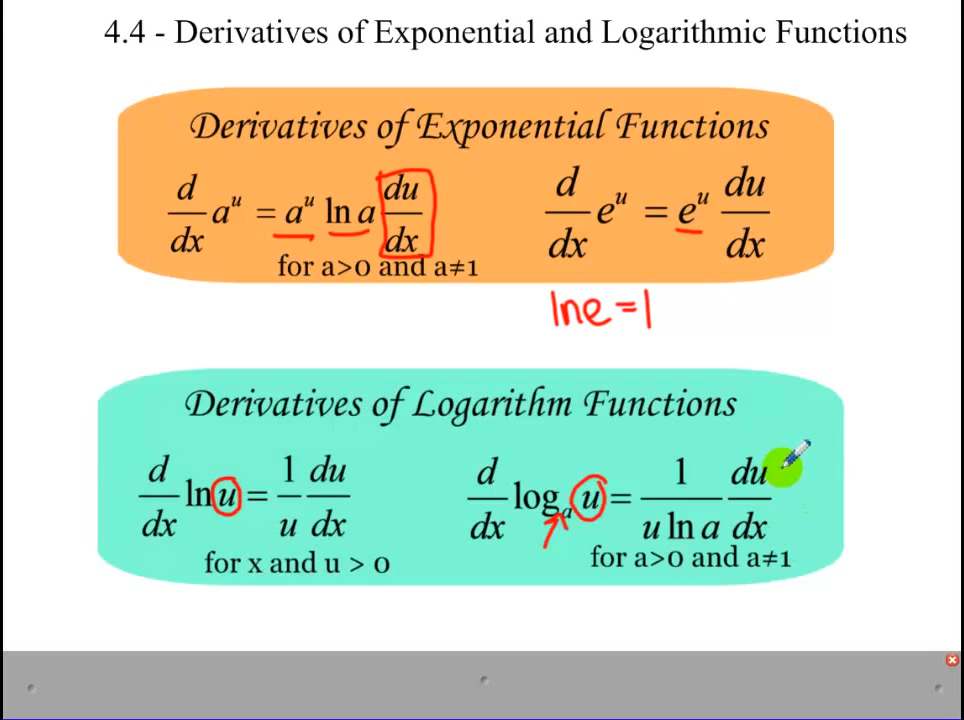 4.4 - Derivatives of Exponential and Logarithmic Functions
Derivatives of Exponential Functions
d/dx a^u = a^u ln a du/dx
for a>0 and a≠1
d/dx e^u = e^u du/dx
lne=1
Derivatives of Logarithm Functions
d/dx ln u = 1/u du/dx
for x and u > 0
d/dx log_a u = 1/(u ln a) du/dx
for a>0 and a≠1